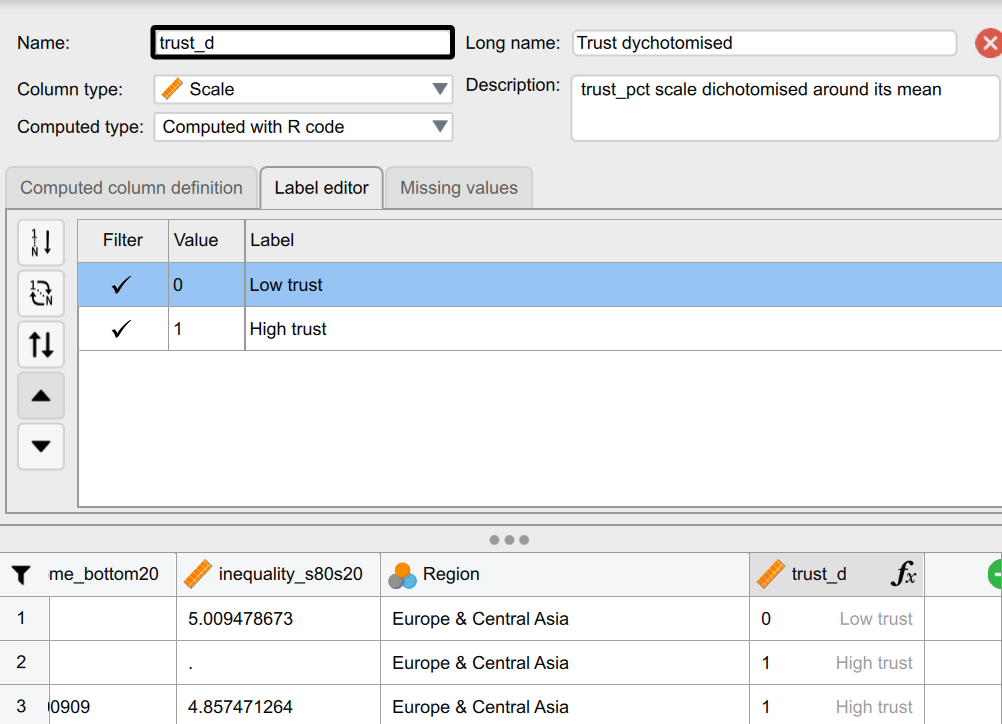 Name: trust_d Long name: Trust dychotomised
Column type: Scale Description: trust_pct scale dichotomised around its mean
Computed type: Computed with R code
Computed column definition Label editor Missing values
Filter Value Label
0 Low trust
1 High trust
me_bottom20 inequality_s80s20 Region trust_d fx
1 5.009478673 Europe & Central Asia 0 Low trust
2 . Europe & Central Asia 1 High trust
3 00909 4.857471264 Europe & Central Asia 1 High trust